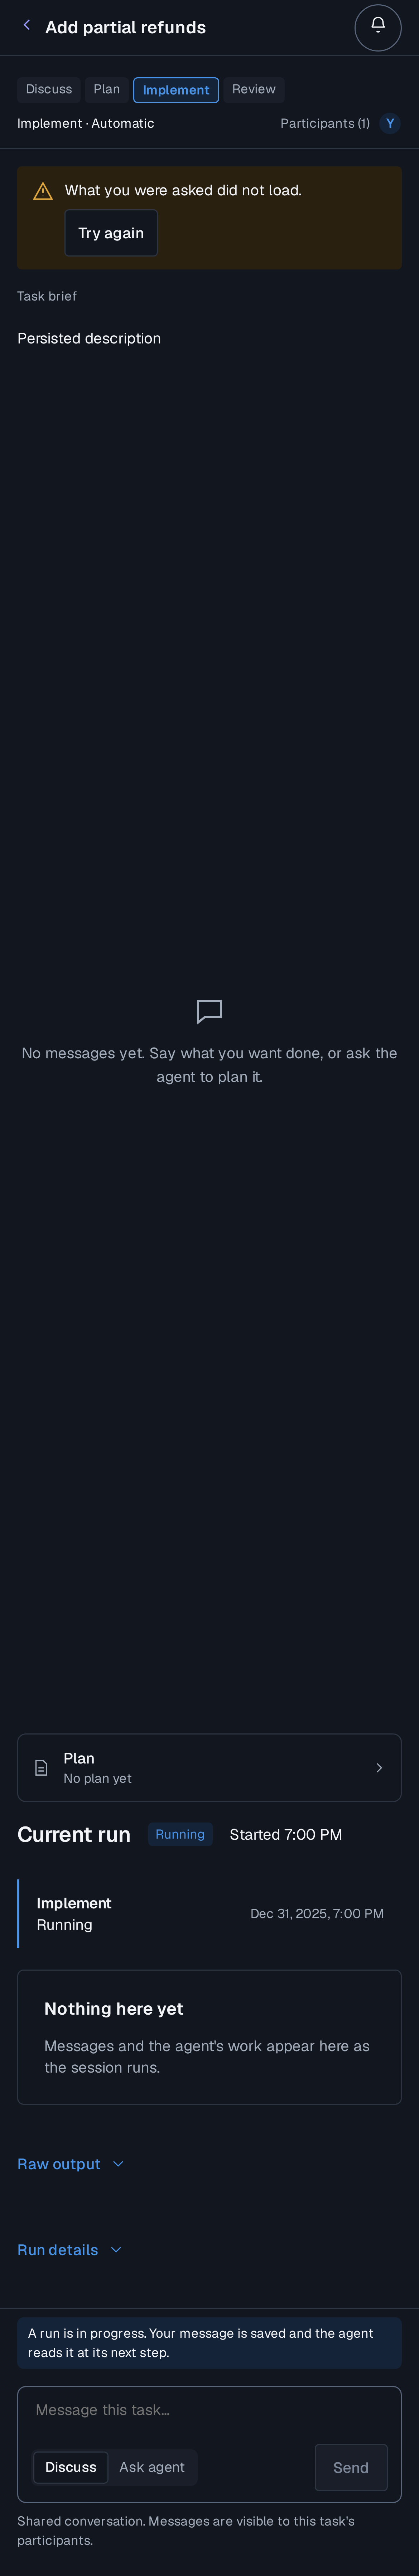 Add partial refunds
Discuss
Plan
Implement
Review
Implement · Automatic
Participants (1)
Y
What you were asked did not load.
Try again
Task brief
Persisted description
No messages yet. Say what you want done, or ask the
agent to plan it.
Plan
No plan yet
Current run
Running
Started 7:00 PM
Implement
Running
Dec 31, 2025, 7:00 PM
Nothing here yet
Messages and the agent's work appear here as
the session runs.
Raw output
Run details
A run is in progress. Your message is saved and the agent
reads it at its next step.
Message this task...
Discuss
Ask agent
Send
Shared conversation. Messages are visible to this task's
participants.